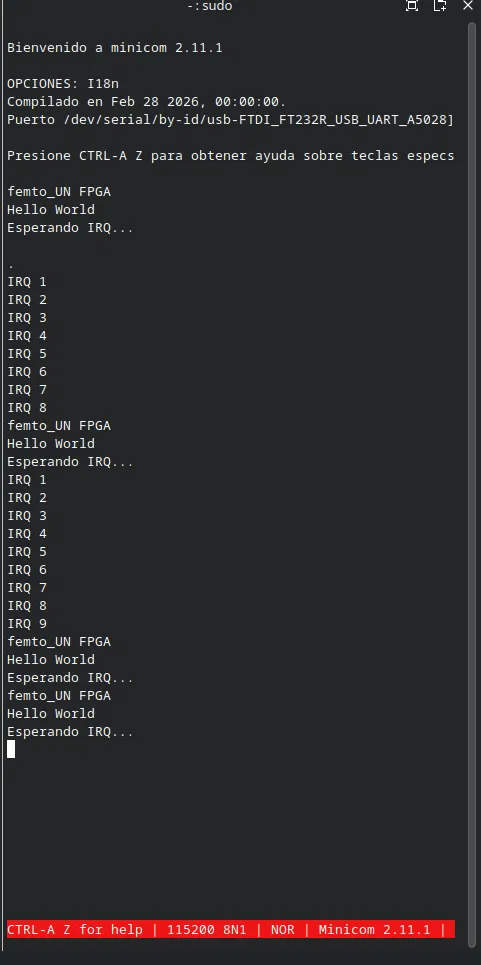 - : sudo
Bienvenido a minicom 2.11.1
OPCIONES: I18n
Compilado en Feb 28 2026, 00:00:00.
Puerto /dev/serial/by-id/usb-FTDI_FT232R_USB_UART_A5028]
Presione CTRL-A Z para obtener ayuda sobre teclas especs
femto_UN FPGA
Hello World
Esperando IRQ...
.
IRQ 1
IRQ 2
IRQ 3
IRQ 4
IRQ 5
IRQ 6
IRQ 7
IRQ 8
femto_UN FPGA
Hello World
Esperando IRQ...
IRQ 1
IRQ 2
IRQ 3
IRQ 4
IRQ 5
IRQ 6
IRQ 7
IRQ 8
IRQ 9
femto_UN FPGA
Hello World
Esperando IRQ...
femto_UN FPGA
Hello World
Esperando IRQ...
CTRL-A Z for help | 115200 8N1 | NOR | Minicom 2.11.1 |